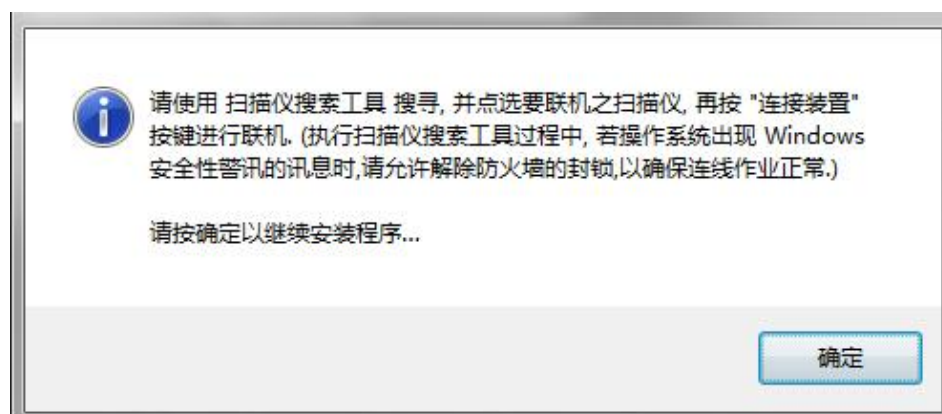 请使用 扫描仪搜索工具 搜寻, 并点选要联机之扫描仪, 再按 "连接装置"
按键进行联机. (执行扫描仪搜索工具过程中, 若操作系统出现 Windows
安全性警讯的讯息时,请允许解除防火墙的封锁,以确保连线作业正常.)
请按确定以继续安装程序...
确定